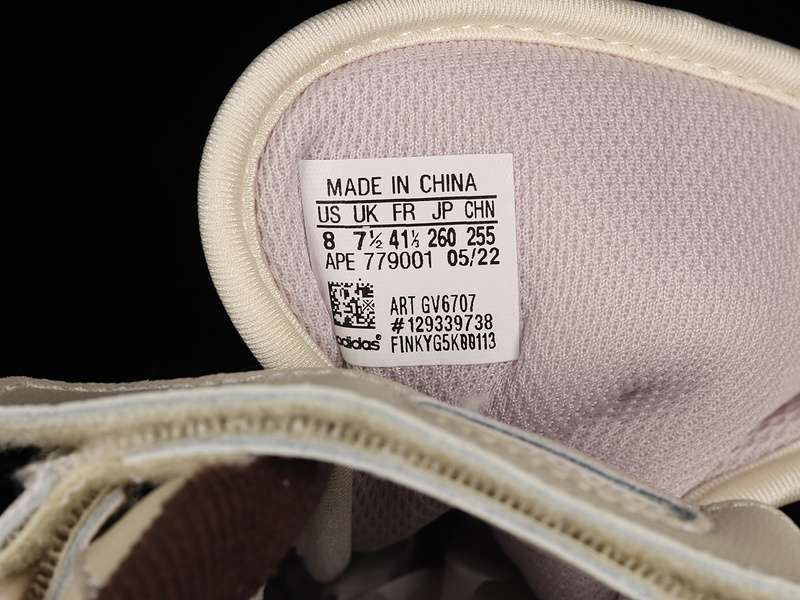 MADE IN CHINA
US UK FR JP CHN
8 7½ 41⅓ 260 255
APE 779001 05/22
ART GV6707
#129339738
adidas® FINKYG5K00113